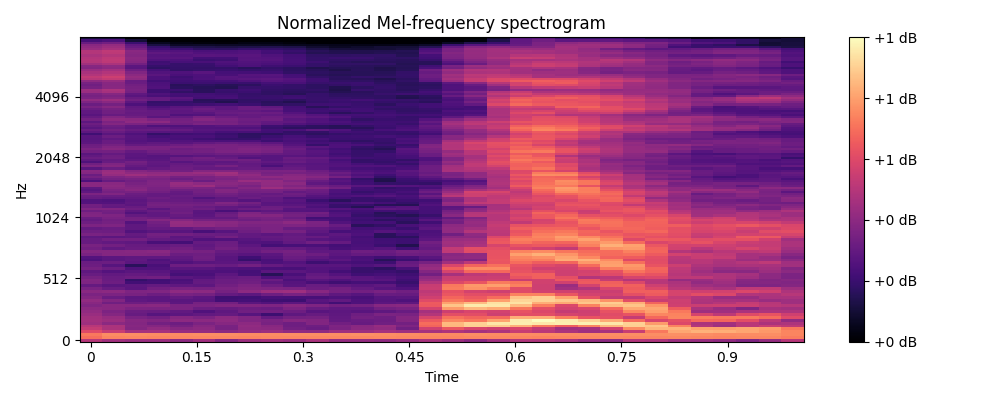 Normalized Mel-frequency spectrogram
Hz
4096
2048
1024
512
0
0 0.15 0.3 0.45 0.6 0.75 0.9
Time
+1 dB
+1 dB
+1 dB
+0 dB
+0 dB
+0 dB